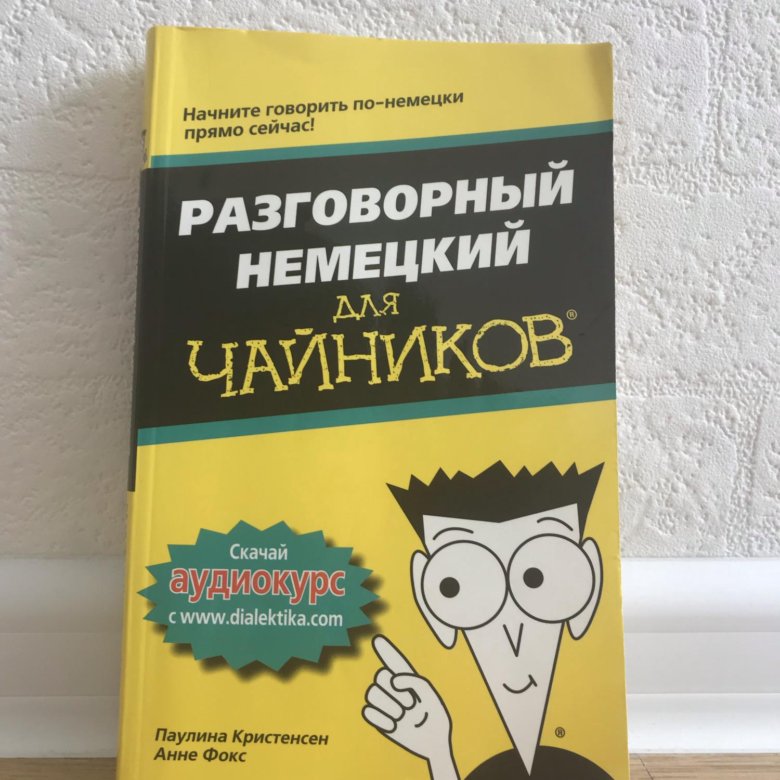 Начните говорить по-немецки
прямо сейчас!
РАЗГОВОРНЫЙ
НЕМЕЦКИЙ
ДЛЯ
ЧАЙНИКОВ®
Скачай
аудиокурс
с www.dialektika.com
Паулина Кристенсен
Анне Фокс
®